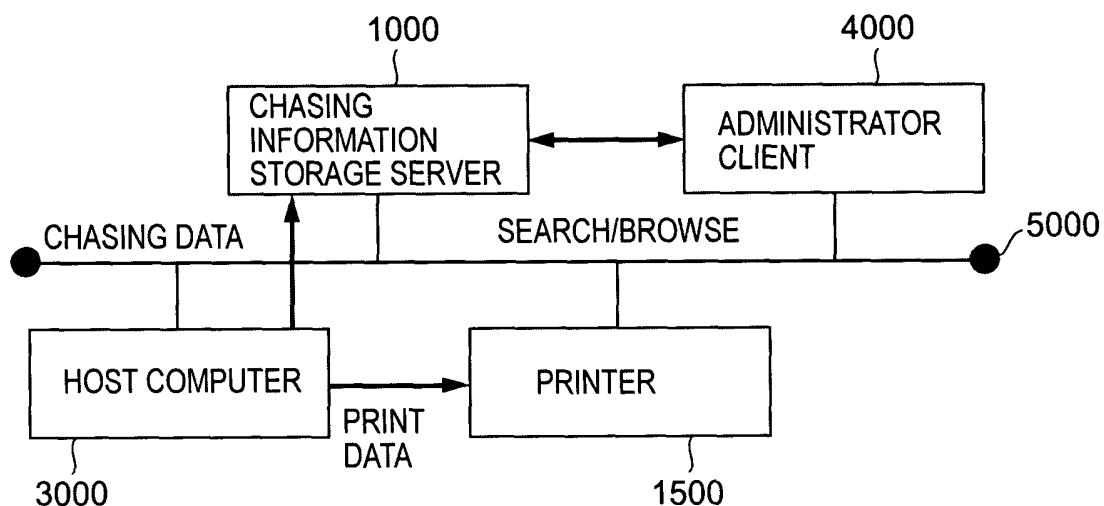 1000
4000
CHASING
INFORMATION
STORAGE SERVER
ADMINISTRATOR
CLIENT
CHASING DATA
SEARCH/BROWSE
5000
HOST COMPUTER
PRINTER
PRINT
DATA
3000
1500